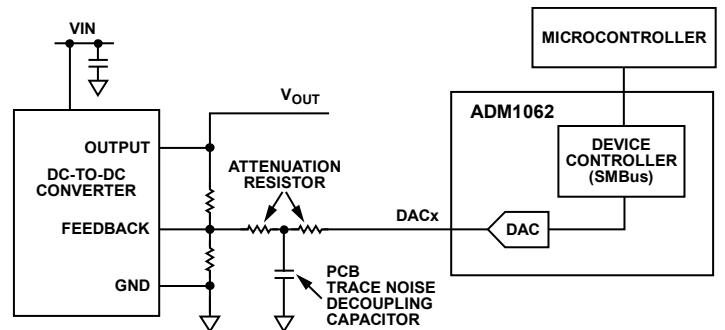 VIN
MICROCONTROLLER
VOUT
ADM1062
OUTPUT
DC-TO-DC
CONVERTER
ATTENUATION
RESISTOR
DEVICE
CONTROLLER
(SMBus)
FEEDBACK
DACx
DAC
GND
PCB
TRACE NOISE
DECOUPLING
CAPACITOR